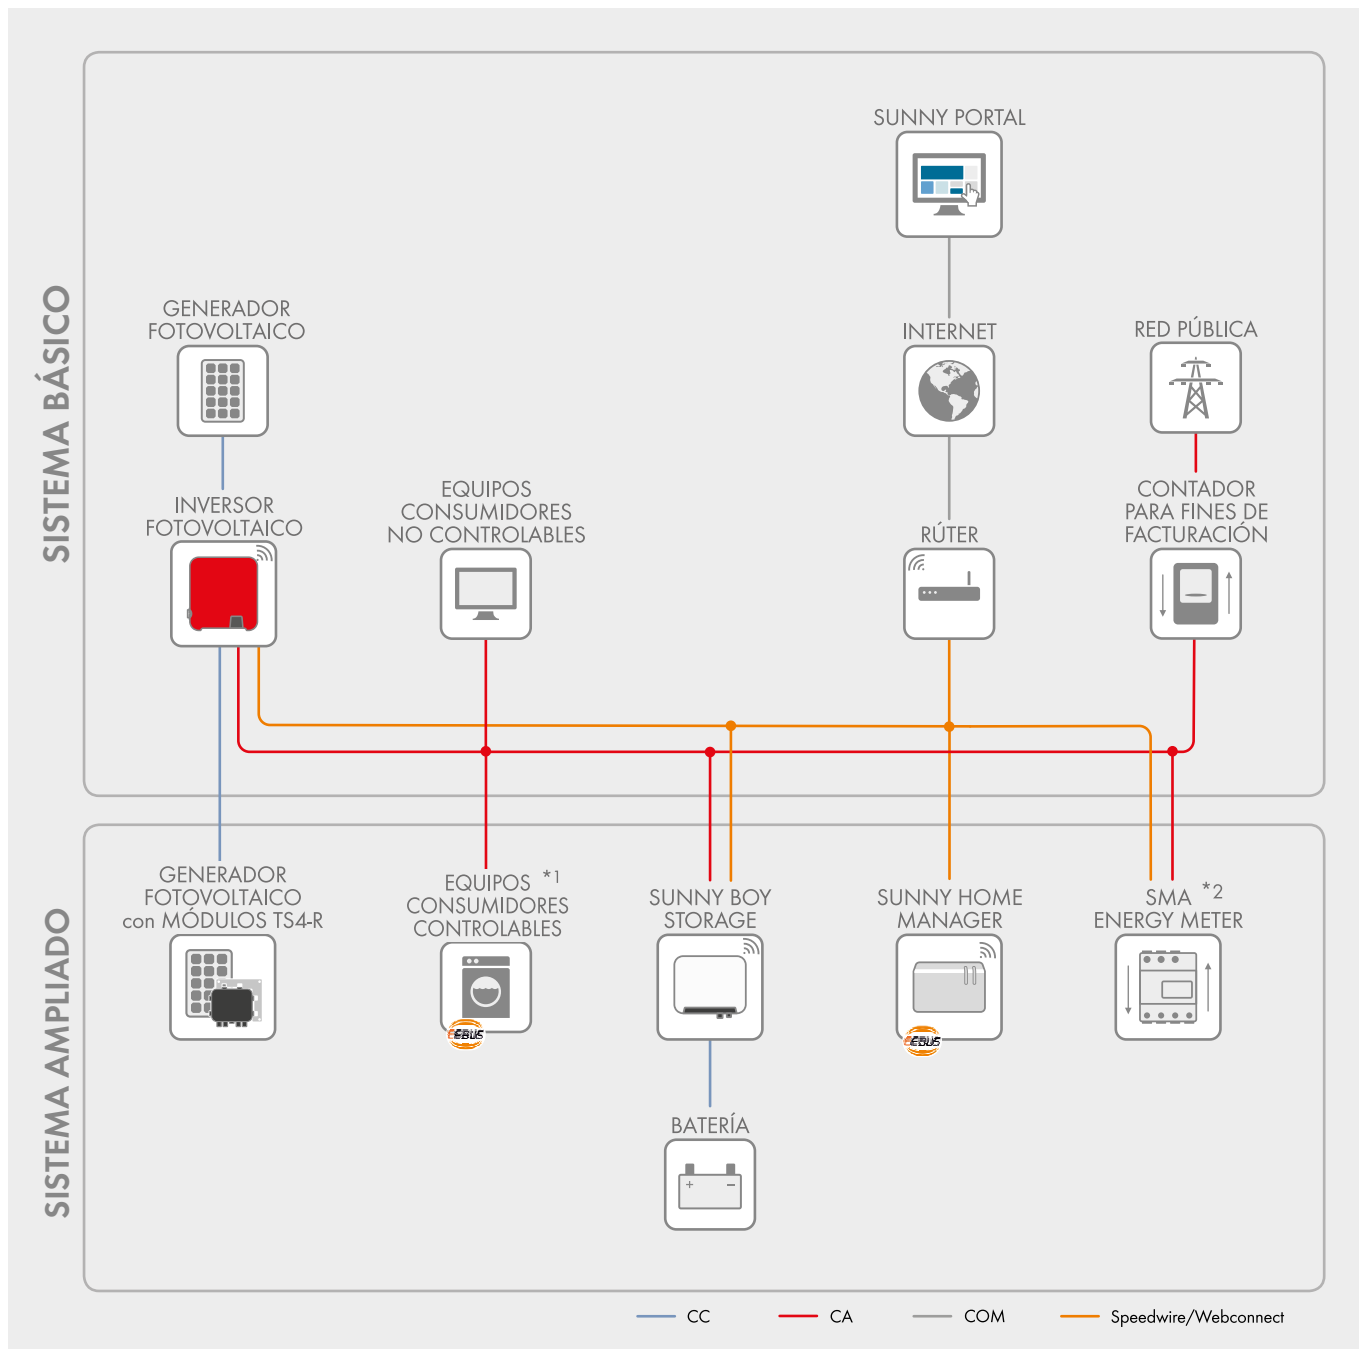 SISTEMA BÁSICO
SUNNY PORTAL
GENERADOR
FOTOVOLTAICO
INTERNET
RED PÚBLICA
INVERSOR
FOTOVOLTAICO
EQUIPOS
CONSUMIDORES
NO CONTROLABLES
RÚTER
CONTADOR
PARA FINES DE
FACTURACIÓN
SISTEMA AMPLIADO
GENERADOR
FOTOVOLTAICO
con MÓDULOS TS4-R
EQUIPOS *1
CONSUMIDORES
CONTROLABLES
SUNNY BOY
STORAGE
SUNNY HOME
MANAGER
SMA *2
ENERGY METER
EEBUS
EEBUS
BATERÍA
+ −
CC
CA
COM
Speedwire/Webconnect